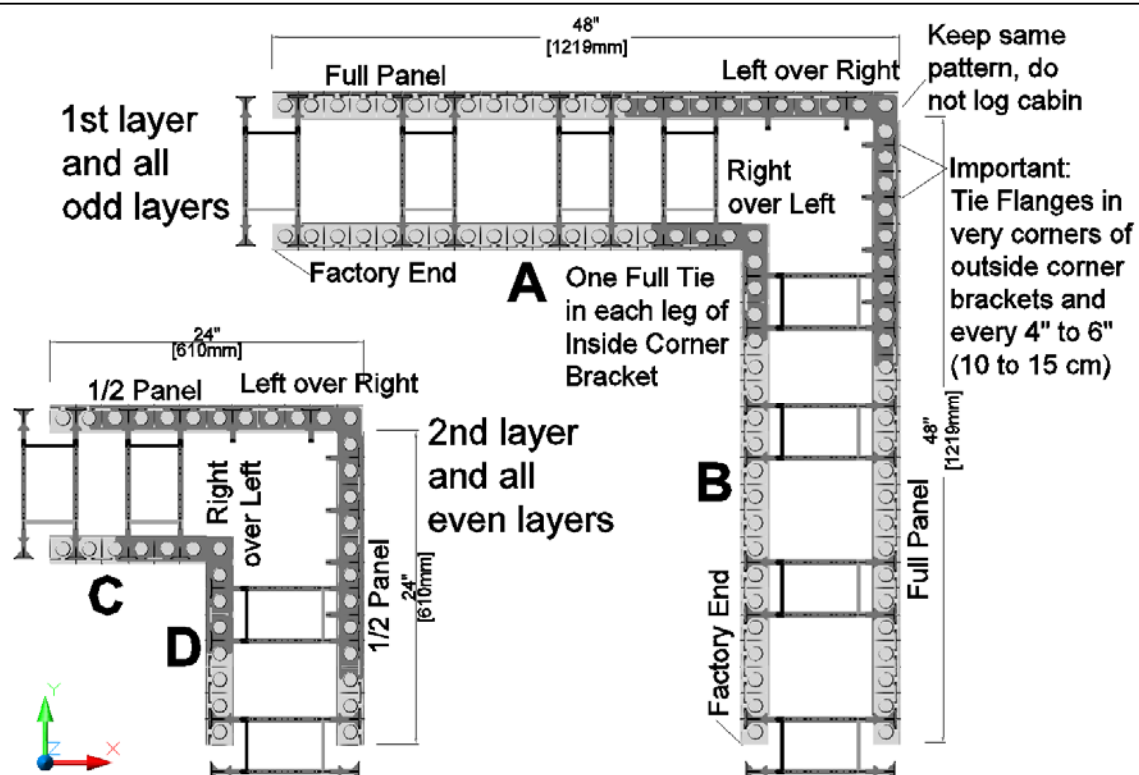 48"
[1219mm]
Full Panel
Left over Right
Keep same
pattern, do
not log cabin
1st layer
and all
odd layers
Right
over Left
Important:
Tie Flanges in
very corners of
outside corner
brackets and
every 4" to 6"
(10 to 15 cm)
Factory End
A
One Full Tie
in each leg of
Inside Corner
Bracket
24"
[610mm]
1/2 Panel
Left over Right
2nd layer
and all
even layers
Right
over Left
C
D
1/2 Panel
24"
[610mm]
B
48"
[1219mm]
Full Panel
Factory End
Y
Z
X